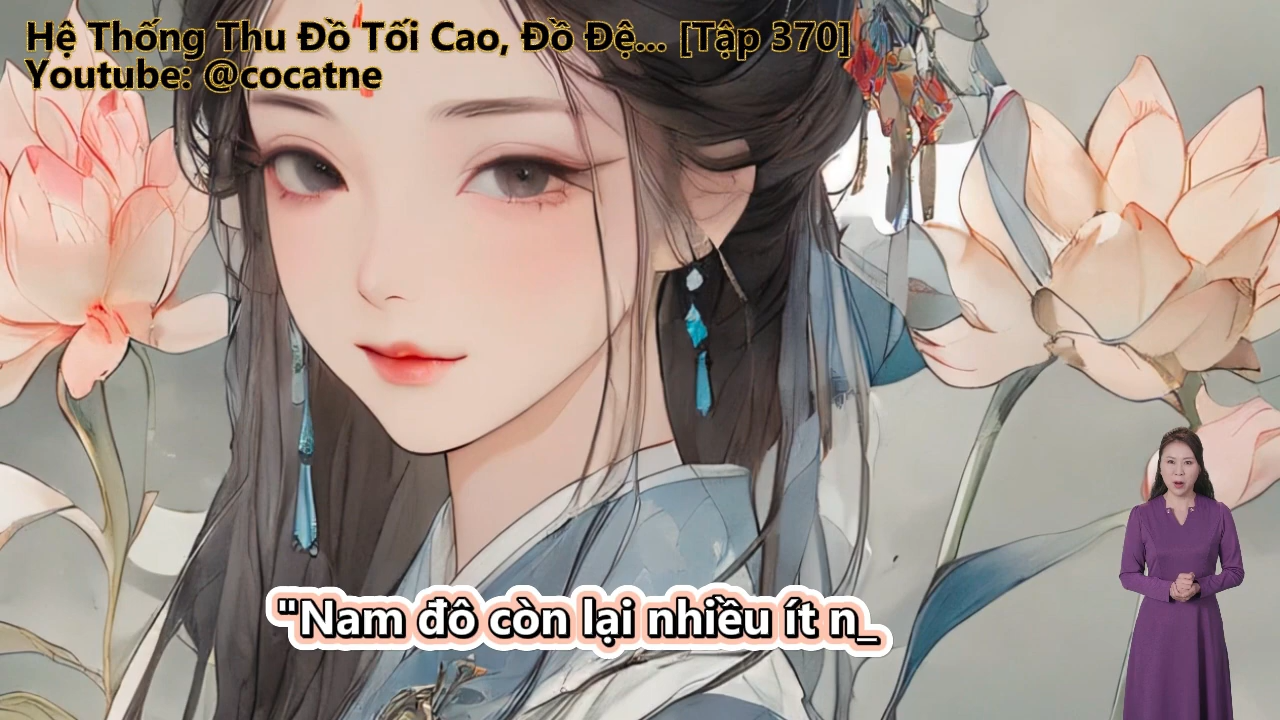 Hệ Thống Thu Đồ Tối Cao, Đồ Đệ... [Tập 370]
Youtube: @cocatne
"Nam đô còn lại nhiều ít n_